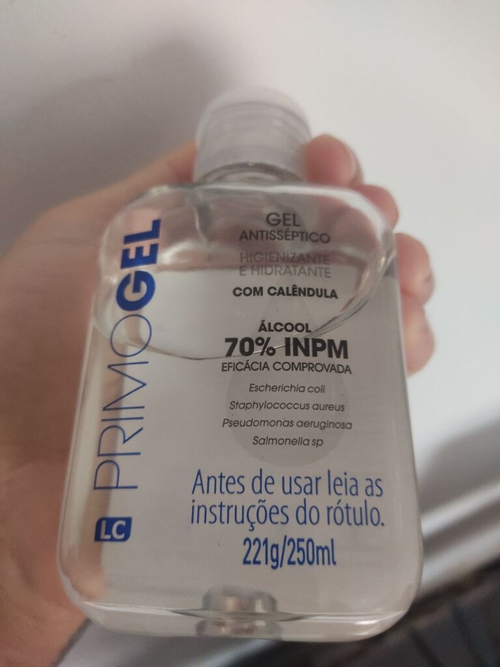 PRIMOGEL
LC
GEL
ANTISSÉPTICO
HIGIENIZANTE
E HIDRATANTE
COM CALÊNDULA
ÁLCOOL
70% INPM
EFICÁCIA COMPROVADA
Escherichia coli
Staphylococcus aureus
Pseudomonas aeruginosa
Salmonella sp
Antes de usar leia as
instruções do rótulo.
221g/250ml